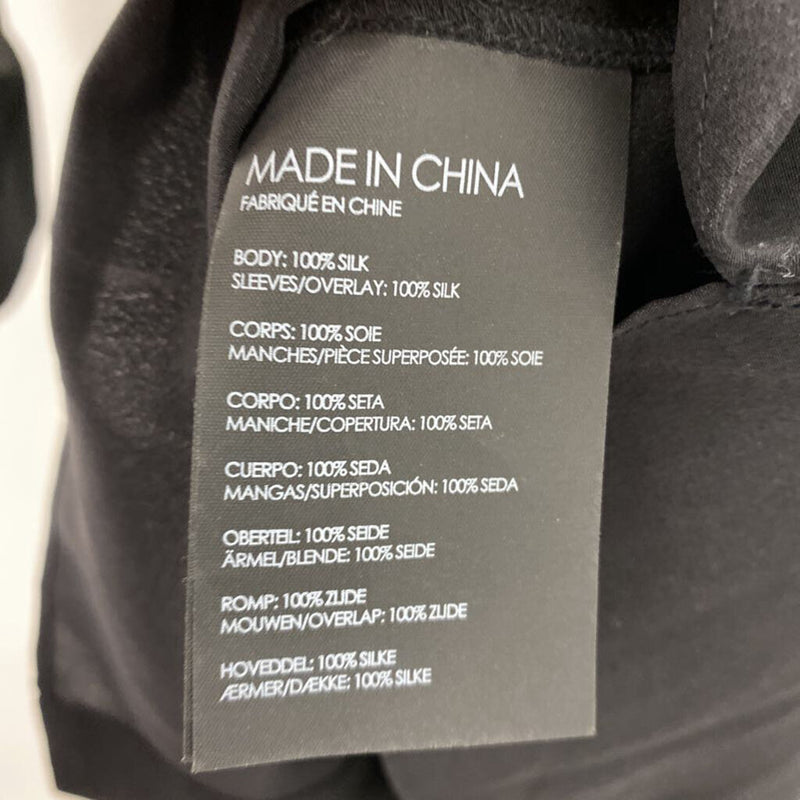 MADE IN CHINA
FABRIQUÉ EN CHINE
BODY: 100% SILK
SLEEVES/OVERLAY: 100% SILK
CORPS: 100% SOIE
MANCHES/PIÈCE SUPERPOSÉE: 100% SOIE
CORPO: 100% SETA
MANICHE/COPERTURA: 100% SETA
CUERPO: 100% SEDA
MANGAS/SUPERPOSICIÓN: 100% SEDA
OBERTEIL: 100% SEIDE
ÄRMEL/BLENDE: 100% SEIDE
ROMP: 100% ZIJDE
MOUWEN/OVERLAP: 100% ZIJDE
HOVEDDEL: 100% SILKE
ÆRMER/DÆKKE: 100% SILKE